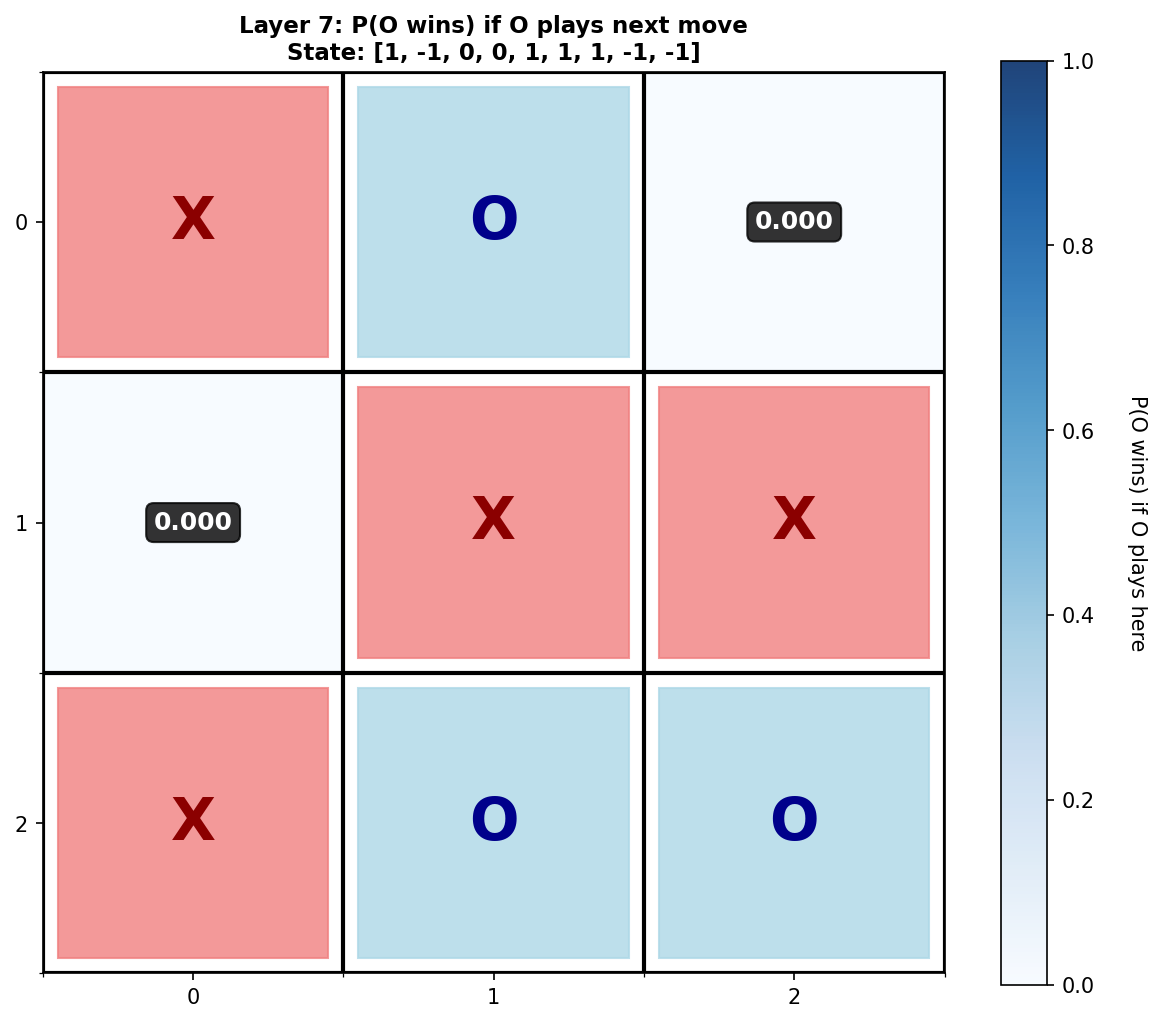 Layer 7: P(O wins) if O plays next move
State: [1, -1, 0, 0, 1, 1, 1, -1, -1]
X O 0.000
0.000 X X
X O O
0
1
2
0 1 2
1.0
0.8
0.6
0.4
0.2
0.0
P(O wins) if O plays here